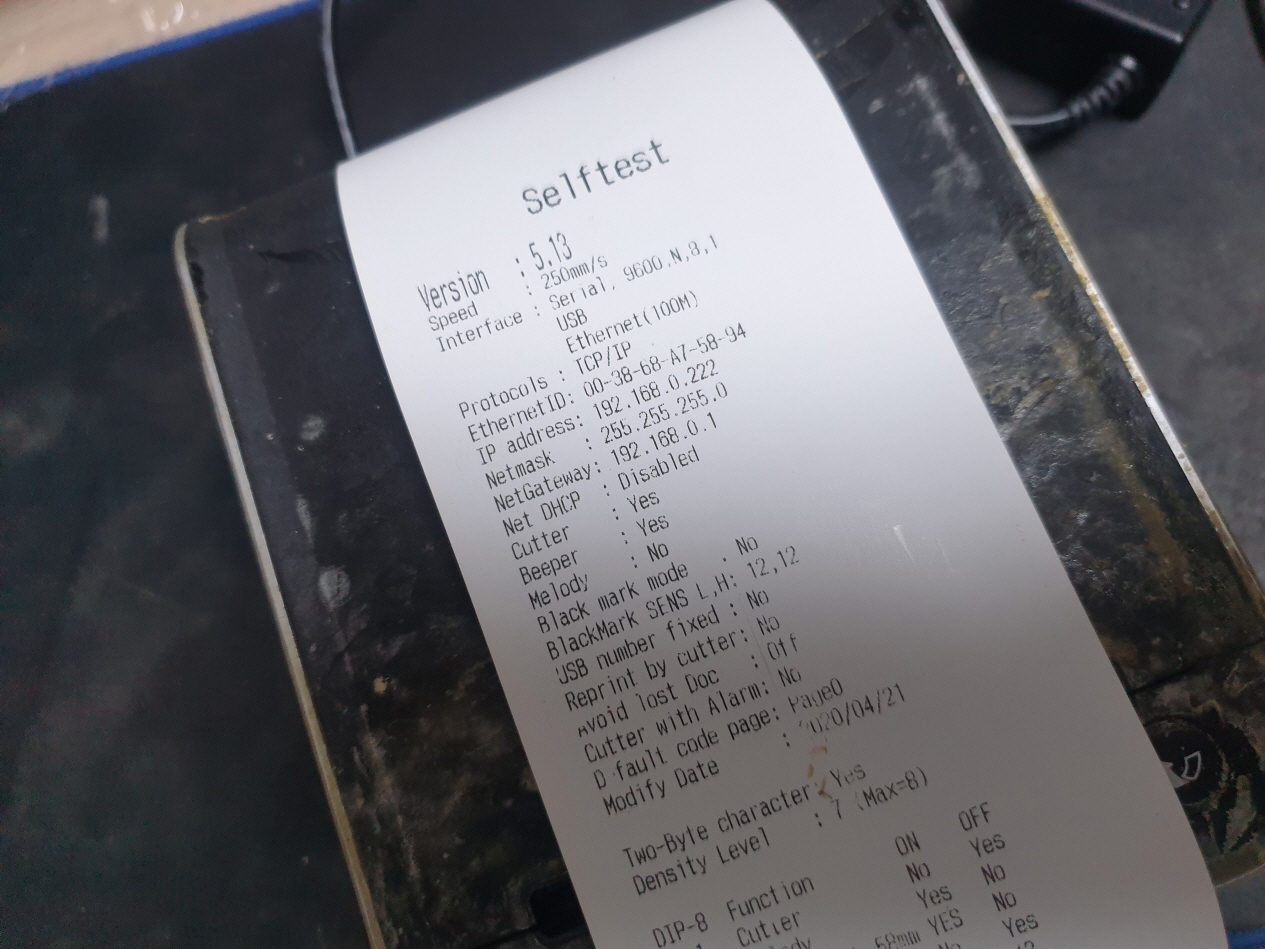 Selftest
Version : 5.13
Speed : 250mm/s
Interface : Serial, 9600,N,8,1
USB
Ethernet(100M)
Protocols : TCP/IP
EthernetID: 00-38-68-A7-58-94
IP address: 192.168.0.222
Netmask : 255.255.255.0
NetGateway: 192.168.0.1
Net DHCP : Disabled
Cutter : Yes
Beeper : Yes
Melody : No
Black mark mode : No
BlackMark SENS L,H: 12,12
USB number fixed : No
Reprint by cutter: No
Avoid lost Doc : Off
Cutter with Alarm: No
Default code page: Page0
Modify Date : 2020/04/21
Two-Byte character: Yes
Density Level : 7 (Max=8)
DIP-8 Function ON OFF
Cutter No Yes
Yes No
58mm YES No
No Yes